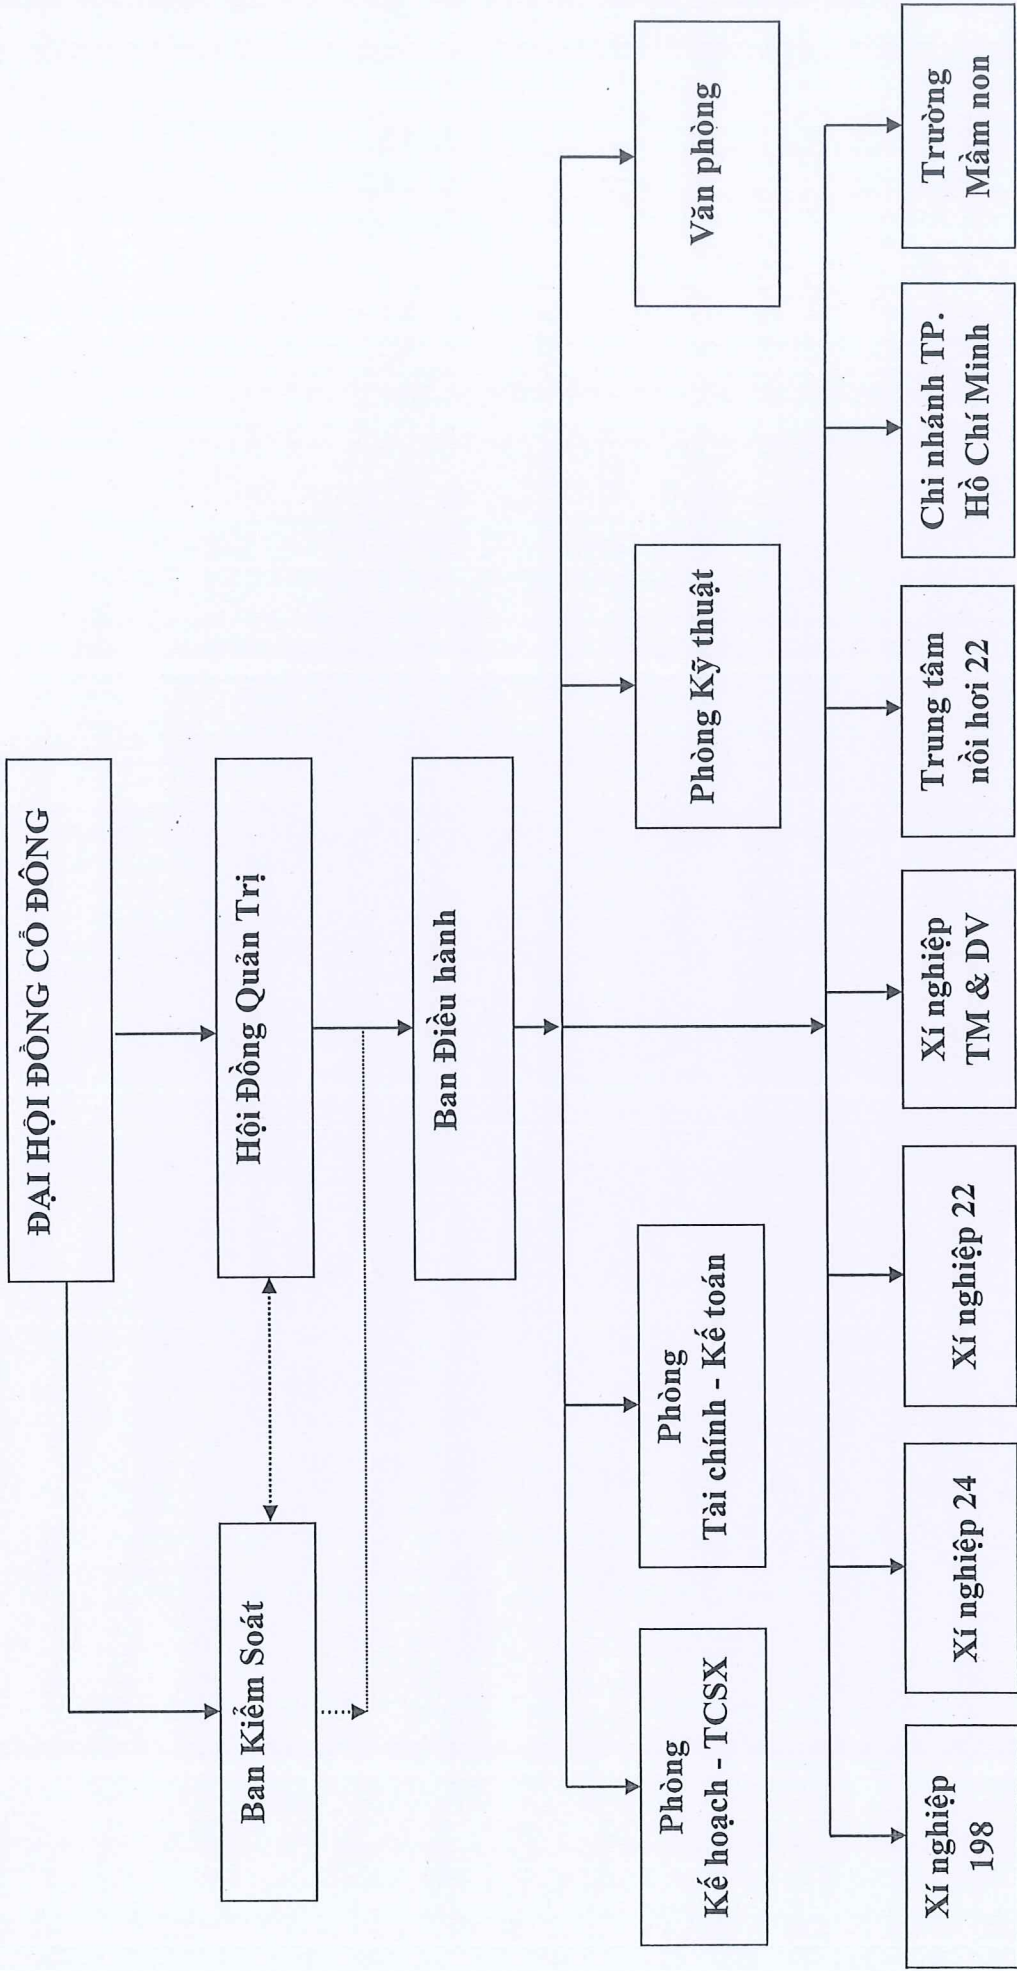 ĐẠI HỘI ĐỒNG CỔ ĐÔNG
Ban Kiểm Soát
Hội Đồng Quản Trị
Ban Điều hành
Phòng
Kế hoạch - TCSX
Phòng
Tài chính - Kế toán
Phòng Kỹ thuật
Văn phòng
Xí nghiệp
198
Xí nghiệp 24
Xí nghiệp 22
Xí nghiệp
TM & DV
Trung tâm
nồi hơi 22
Chi nhánh TP.
Hồ Chí Minh
Trường
Mầm non